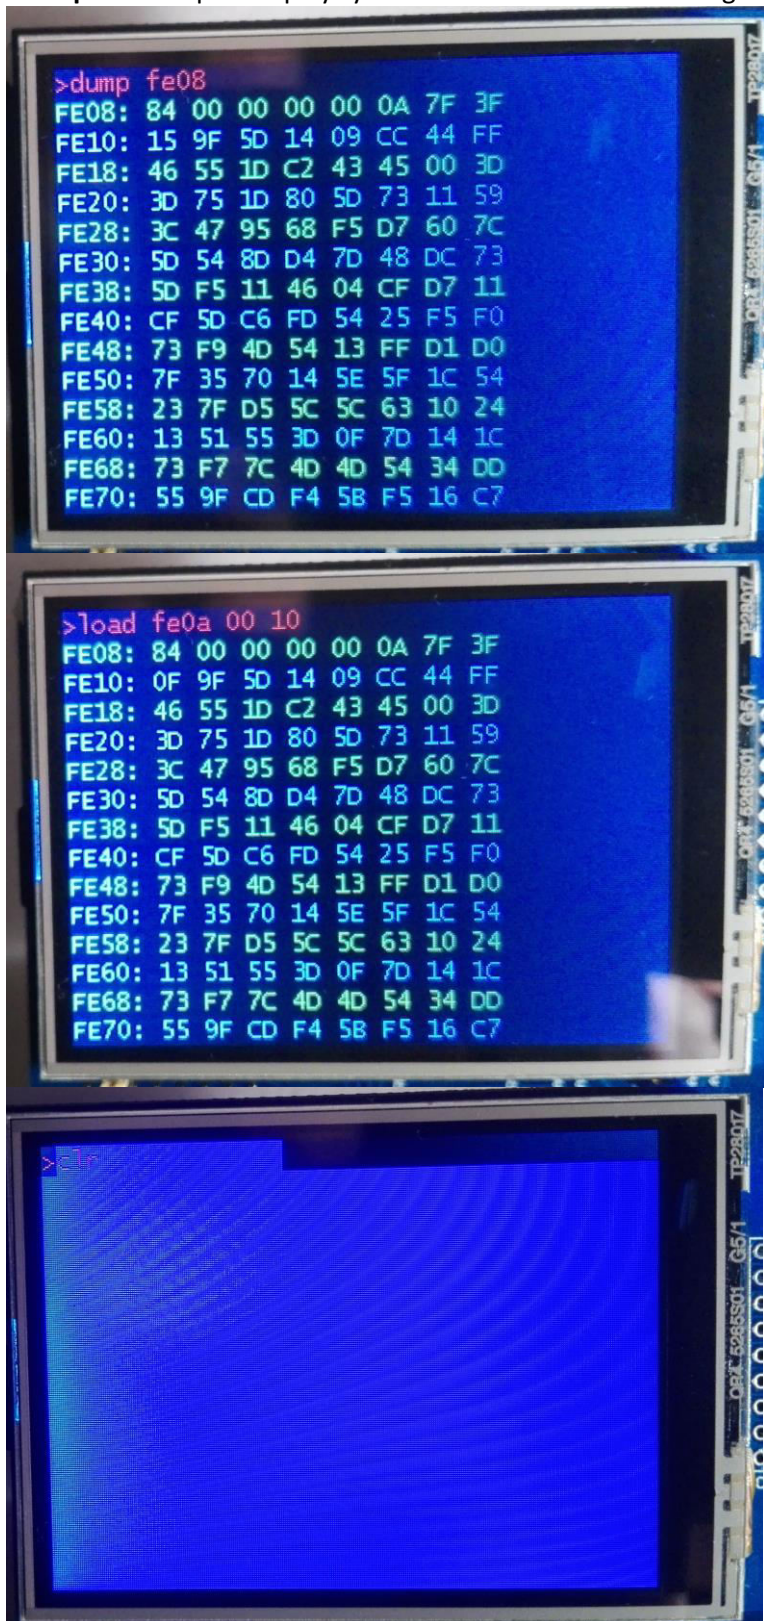 >dump fe08
FE08: 84 00 00 00 00 0A 7F 3F
FE10: 15 9F 5D 14 09 CC 44 FF
FE18: 46 55 1D C2 43 45 00 3D
FE20: 3D 75 1D 80 5D 73 11 59
FE28: 3C 47 95 68 F5 D7 60 7C
FE30: 5D 54 8D D4 7D 48 DC 73
FE38: 5D F5 11 46 04 CF D7 11
FE40: CF 5D C6 FD 54 25 F5 F0
FE48: 73 F9 4D 54 13 FF D1 D0
FE50: 7F 35 70 14 5E 5F 1C 54
FE58: 23 7F D5 5C 5C 63 10 24
FE60: 13 51 55 3D 0F 7D 14 1C
FE68: 73 F7 7C 4D 4D 54 34 DD
FE70: 55 9F CD F4 5B F5 16 C7
TP28017
G5/1
>load fe0a 00 10
FE08: 84 00 00 00 00 0A 7F 3F
FE10: 0F 9F 5D 14 09 CC 44 FF
FE18: 46 55 1D C2 43 45 00 3D
FE20: 3D 75 1D 80 5D 73 11 59
FE28: 3C 47 95 68 F5 D7 60 7C
FE30: 5D 54 8D D4 7D 48 DC 73
FE38: 5D F5 11 46 04 CF D7 11
FE40: CF 5D C6 FD 54 25 F5 F0
FE48: 73 F9 4D 54 13 FF D1 D0
FE50: 7F 35 70 14 5E 5F 1C 54
FE58: 23 7F D5 5C 5C 63 10 24
FE60: 13 51 55 3D 0F 7D 14 1C
FE68: 73 F7 7C 4D 4D 54 34 DD
FE70: 55 9F CD F4 5B F5 16 C7
TP28017
G5/1
>clr
TP28017
G5/1